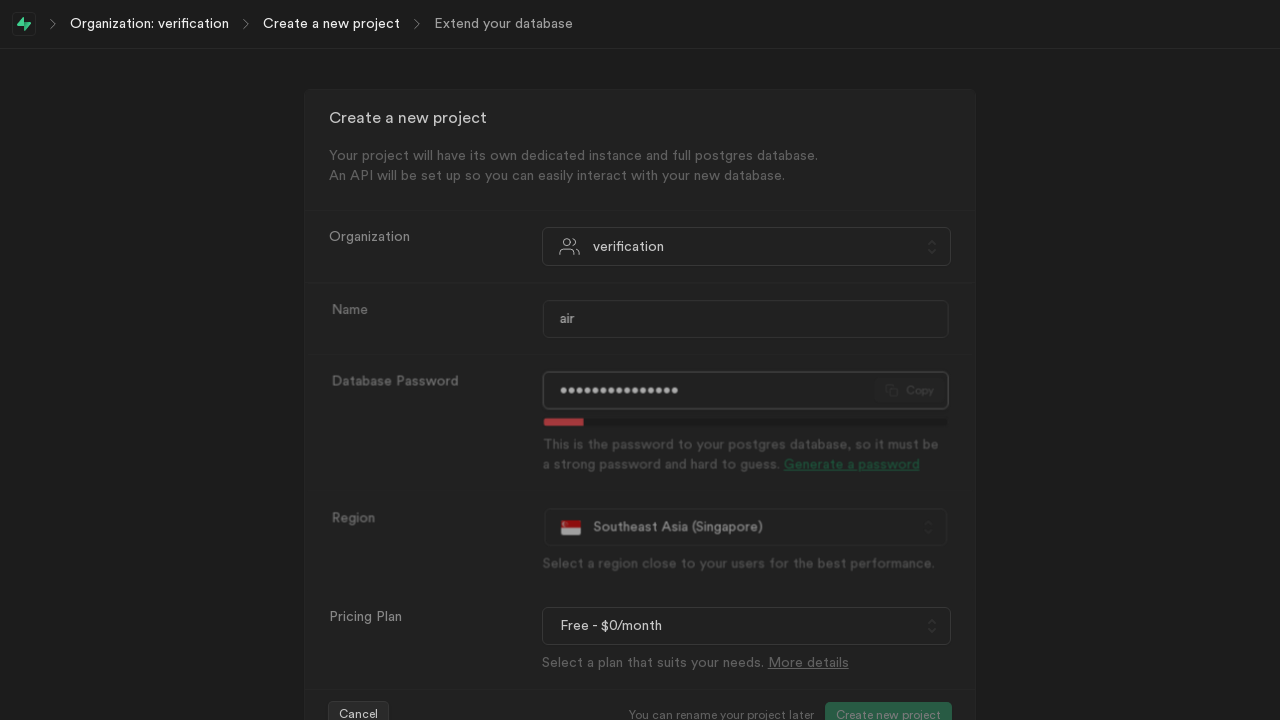 Organization: verification Create a new project Extend your database
Create a new project
Your project will have its own dedicated instance and full postgres database.
An API will be set up so you can easily interact with your new database.
Organization verification
Name air
Database Password ••••••••••••••• Copy
This is the password to your postgres database, so it must be
a strong password and hard to guess. Generate a password
Region Southeast Asia (Singapore)
Select a region close to your users for the best performance.
Pricing Plan Free - $0/month
Select a plan that suits your needs. More details
Cancel You can rename your project later Create new project